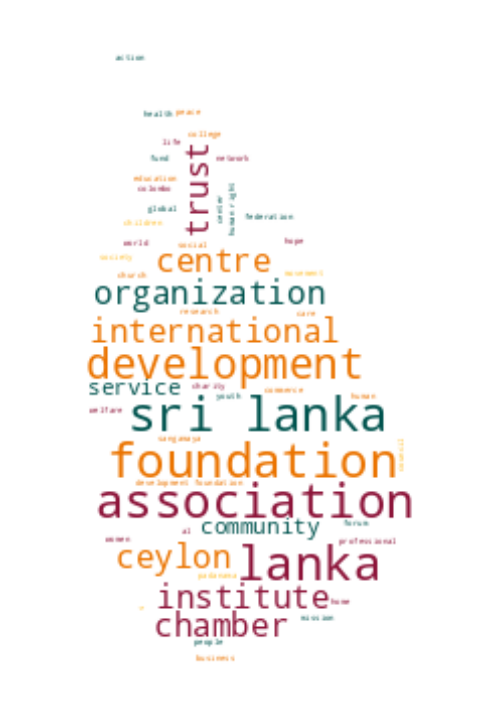 action
health peace
college
life
trust
fund network
education
colombo
center
human right
global
federation
children
world social hope
society
centre
church movement
organization
research care
international
development
service charity commerce
youth human
welfare
sri lanka
sangamaya
council
foundation
development foundation
association
community forum
al
women professional
ceylon lanka
institute home
chamber mission
people
business